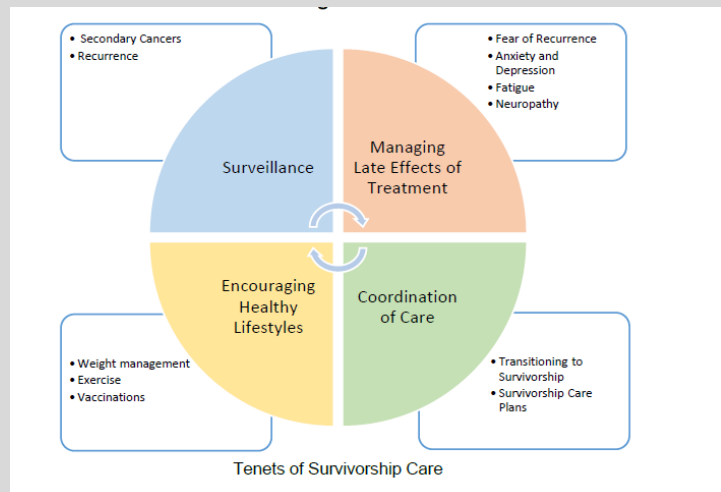 • Secondary Cancers
• Recurrence
• Fear of Recurrence
• Anxiety and
Depression
• Fatigue
• Neuropathy
Surveillance
Managing
Late Effects of
Treatment
Encouraging
Healthy
Lifestyles
Coordination
of Care
• Weight management
• Exercise
• Vaccinations
• Transitioning to
Survivorship
• Survivorship Care
Plans
Tenets of Survivorship Care